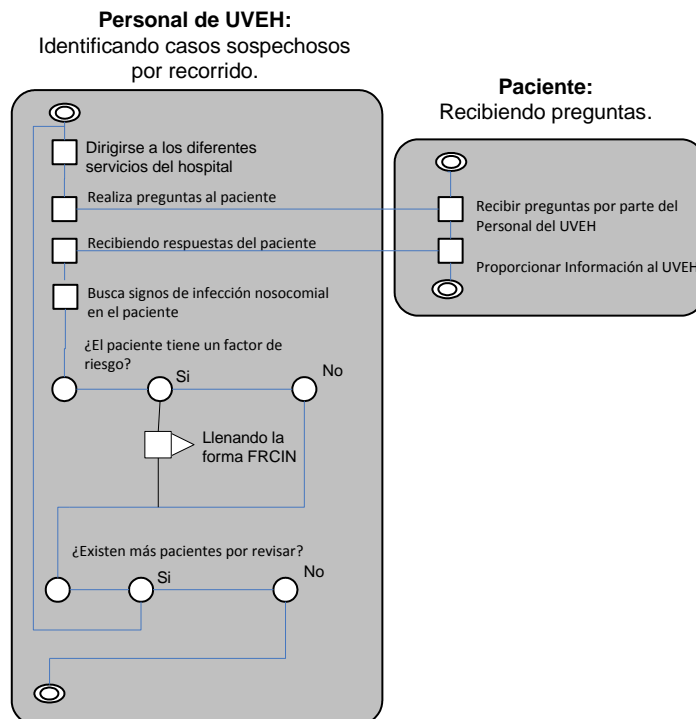 Personal de UVEH:
Identificando casos sospechosos
por recorrido.
Dirigirse a los diferentes
servicios del hospital
Realiza preguntas al paciente
Recibiendo respuestas del paciente
Busca signos de infección nosocomial
en el paciente
¿El paciente tiene un factor de
riesgo?
Si
No
Llenando la
forma FRCIN
¿Existen más pacientes por revisar?
Si
No
Paciente:
Recibiendo preguntas.
Recibir preguntas por parte del
Personal del UVEH
Proporcionar Información al UVEH